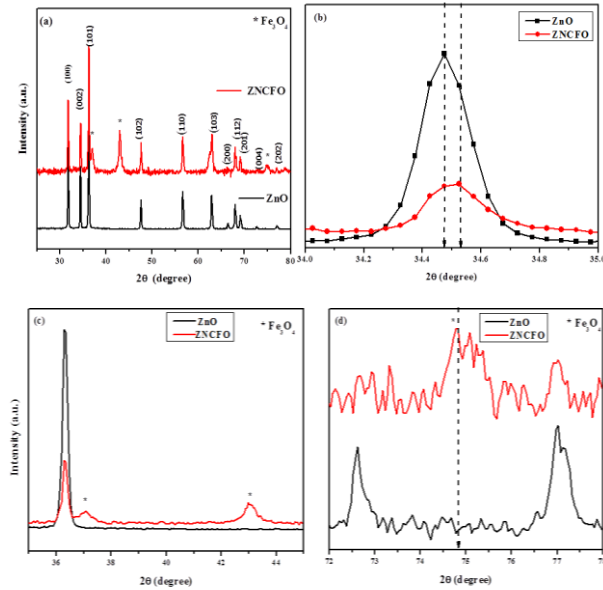 (a)
* Fe₃O₄
(100)
(002)
(101)
*
*
ZNCFO
(102)
(110)
(103)
(200)
(112)
(201)
(004)
*
(202)
ZnO
Intensity (a.u.)
30 40 50 60 70 80
2θ (degree)
(b)
ZnO
ZNCFO
34.0 34.2 34.4 34.6 34.8 35.0
2θ (degree)
(c)
ZnO
ZNCFO
* Fe₃O₄
*
*
Intensity (a.u.)
36 38 40 42 44
2θ (degree)
(d)
ZnO
ZNCFO
* Fe₃O₄
*
72 73 74 75 76 77 78
2θ (degree)